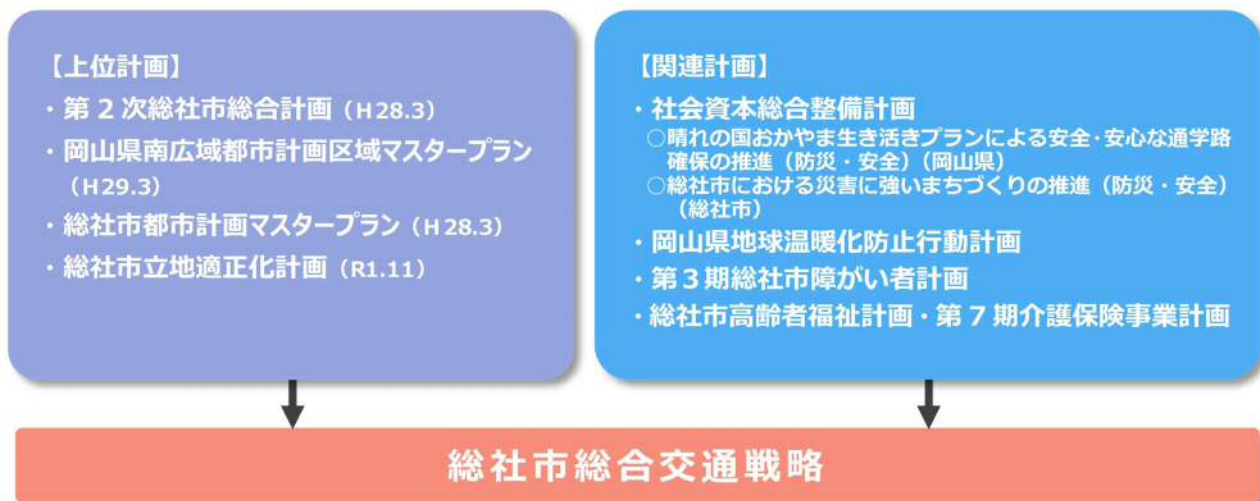 【上位計画】
・第2次総社市総合計画（H28.3）
・岡山県南広域都市計画区域マスタープラン
（H29.3）
・総社市都市計画マスタープラン（H28.3）
・総社市立地適正化計画（R1.11）
【関連計画】
・社会資本総合整備計画
○晴れの国おかやま生き活きプランによる安全・安心な通学路
確保の推進（防災・安全）（岡山県）
○総社市における災害に強いまちづくりの推進（防災・安全）
（総社市）
・岡山県地球温暖化防止行動計画
・第3期総社市障がい者計画
・総社市高齢者福祉計画・第7期介護保険事業計画
総社市総合交通戦略